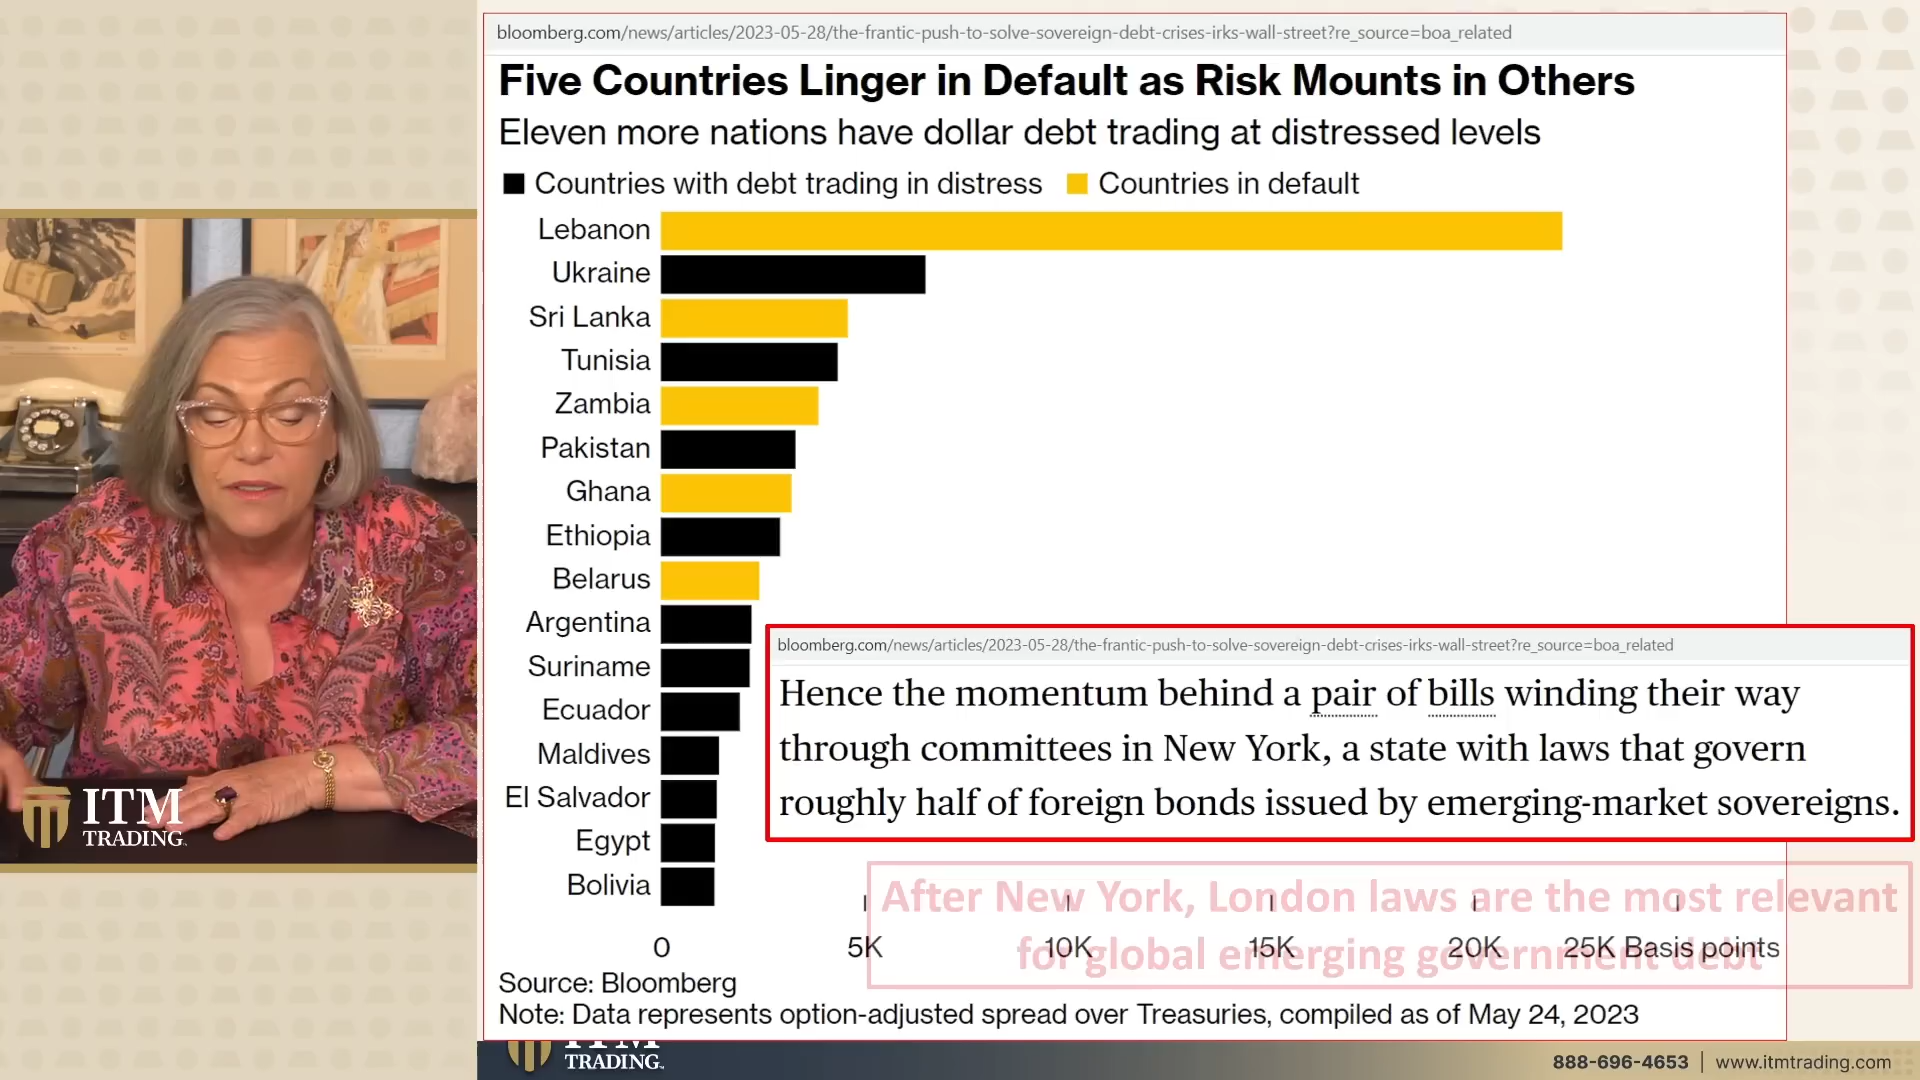 bloomberg.com/news/articles/2023-05-28/the-frantic-push-to-solve-sovereign-debt-crises-irks-wall-street?re_source=boa_related
Five Countries Linger in Default as Risk Mounts in Others
Eleven more nations have dollar debt trading at distressed levels
Countries with debt trading in distress Countries in default
Lebanon
Ukraine
Sri Lanka
Tunisia
Zambia
Pakistan
Ghana
Ethiopia
Belarus
Argentina
Suriname
Ecuador
Maldives
El Salvador
Egypt
Bolivia
0 5K 10K 15K 20K 25K Basis points
Source: Bloomberg
Note: Data represents option-adjusted spread over Treasuries, compiled as of May 24, 2023
bloomberg.com/news/articles/2023-05-28/the-frantic-push-to-solve-sovereign-debt-crises-irks-wall-street?re_source=boa_related
Hence the momentum behind a pair of bills winding their way
through committees in New York, a state with laws that govern
roughly half of foreign bonds issued by emerging-market sovereigns.
After New York, London laws are the most relevant
for global emerging government debt
ITM
TRADING
ITM
TRADING
888-696-4653 | www.itmtrading.com